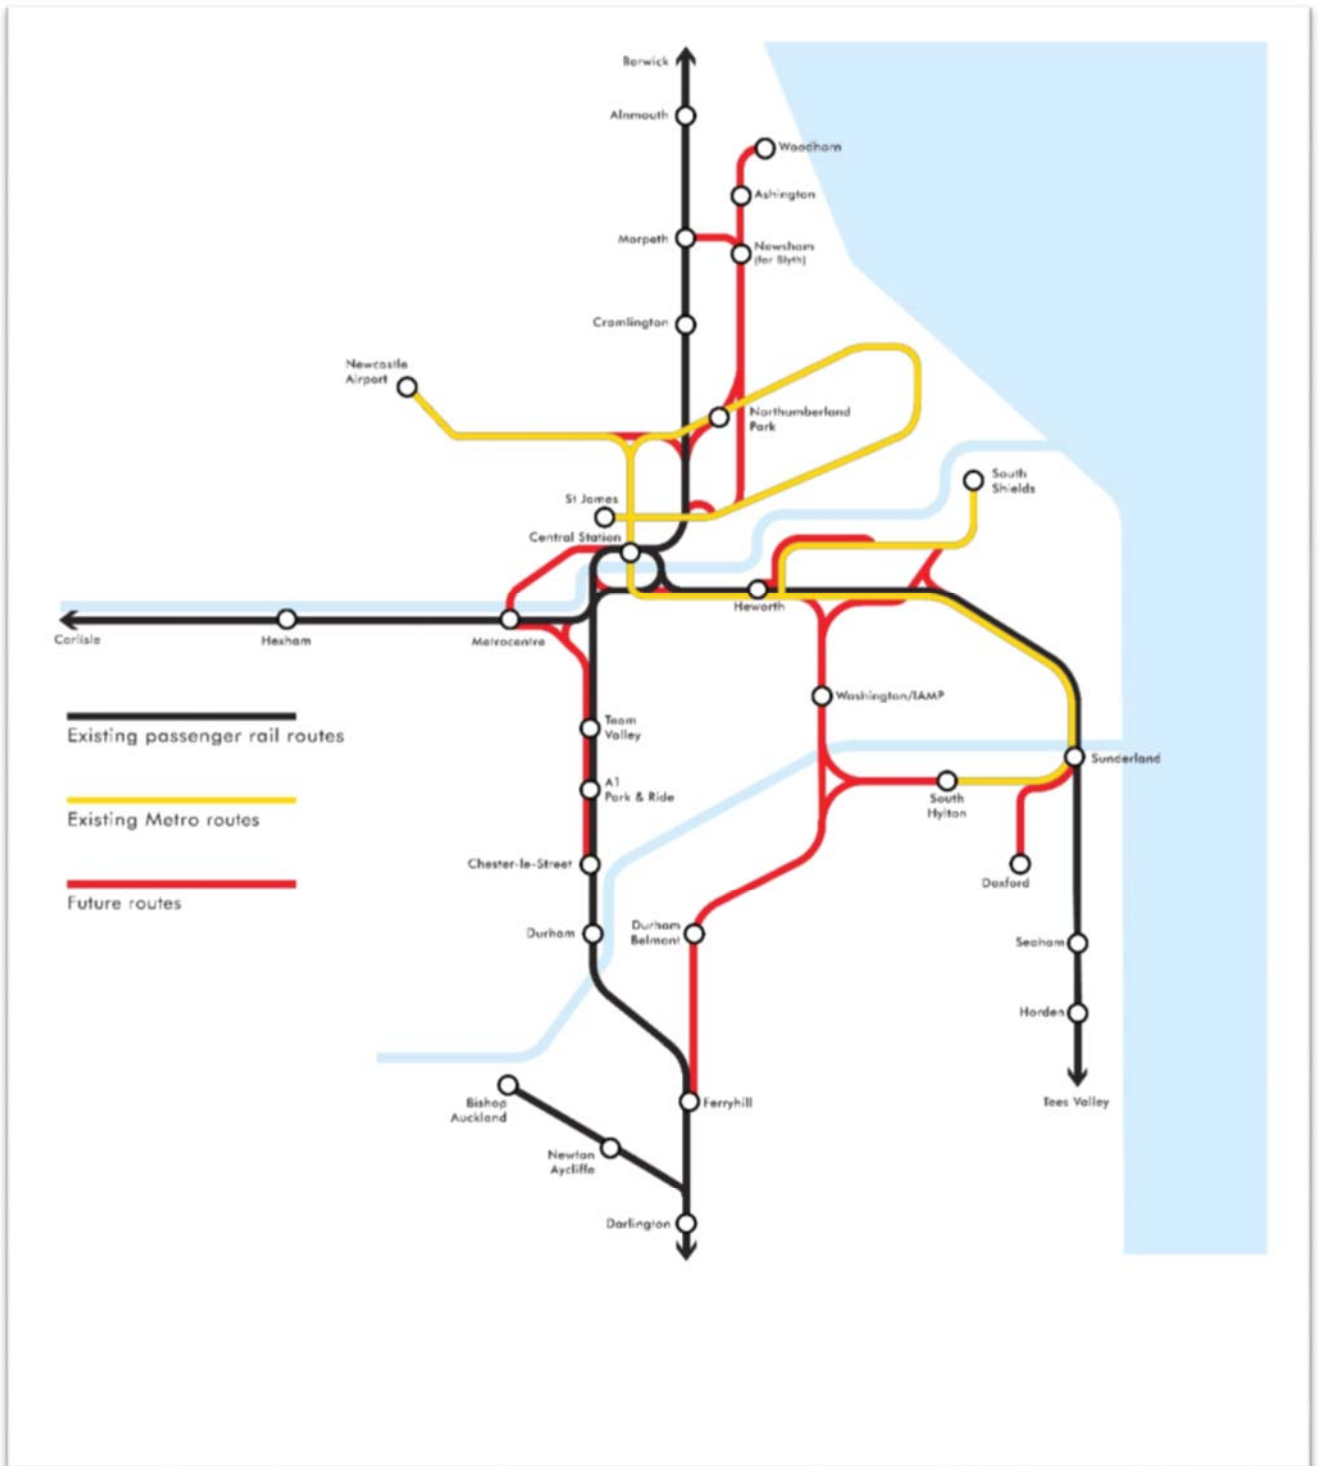 Berwick
Alnmouth
Woodhorn
Ashington
Morpeth
Newsham
(for Blyth)
Cramlington
Newcastle
Airport
Northumberland
Park
South
Shields
St James
Central Station
Heworth
Carlisle
Hexham
Metrocentre
Washington/IAMP
Existing passenger rail routes
Team
Valley
Sunderland
A1
Park & Ride
South
Hylton
Existing Metro routes
Chester-le-Street
Doxford
Future routes
Durham
Durham
Belmont
Seaham
Horden
Bishop
Auckland
Ferryhill
Tees Valley
Newton
Aycliffe
Darlington